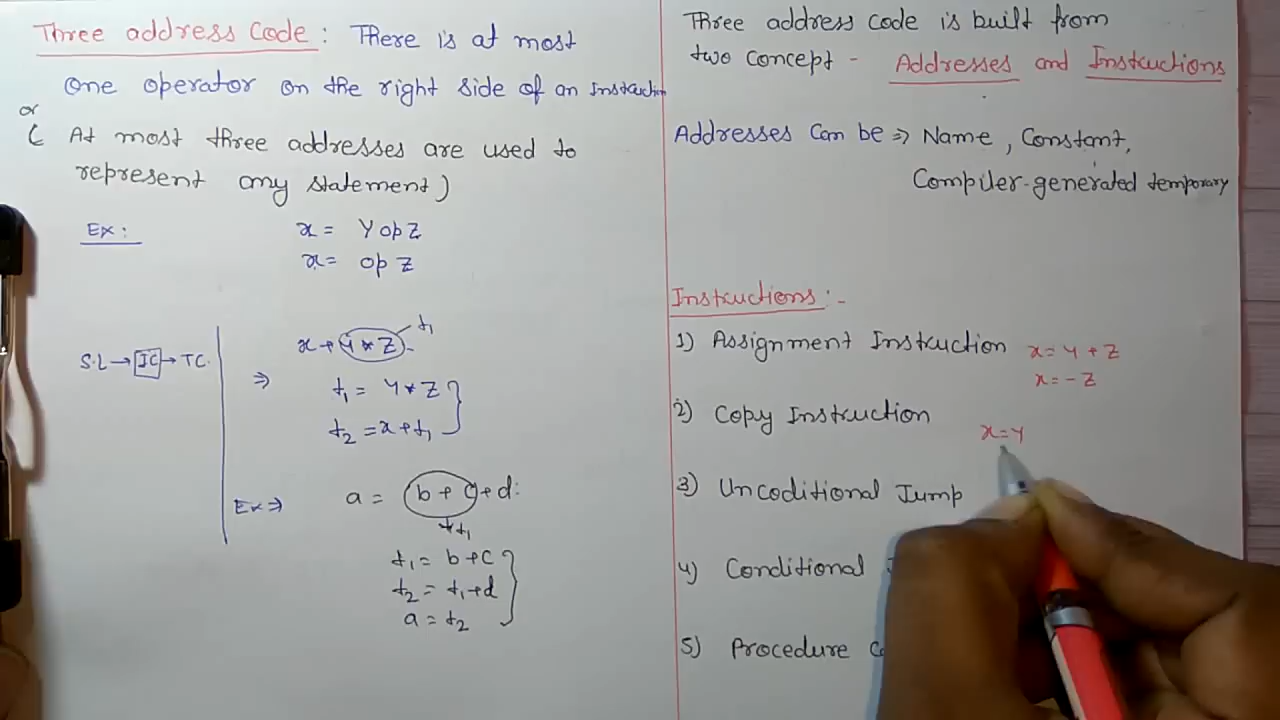 Three address Code : There is at most
one operator on the right side of an Instruction
or
( At most three addresses are used to
represent any statement)
Ex :
x = Y op Z
x = op Z
S.L → IC → T.C.
⇒
x + y * Z
t1
t1 = Y * Z
t2 = x + t1
Ex ⇒
a = b + c + d ;
t1
t1 = b + c
t2 = t1 + d
a = t2
Three address Code is built from
two Concept - Addresses and Instructions
Addresses Can be ⇒ Name , Constant,
Compiler-generated temporary
Instructions :-
1) Assignment Instruction x = y + Z
x = - Z
2) Copy Instruction x = y
3) Uncoditional Jump
4) Conditional
5) Procedure